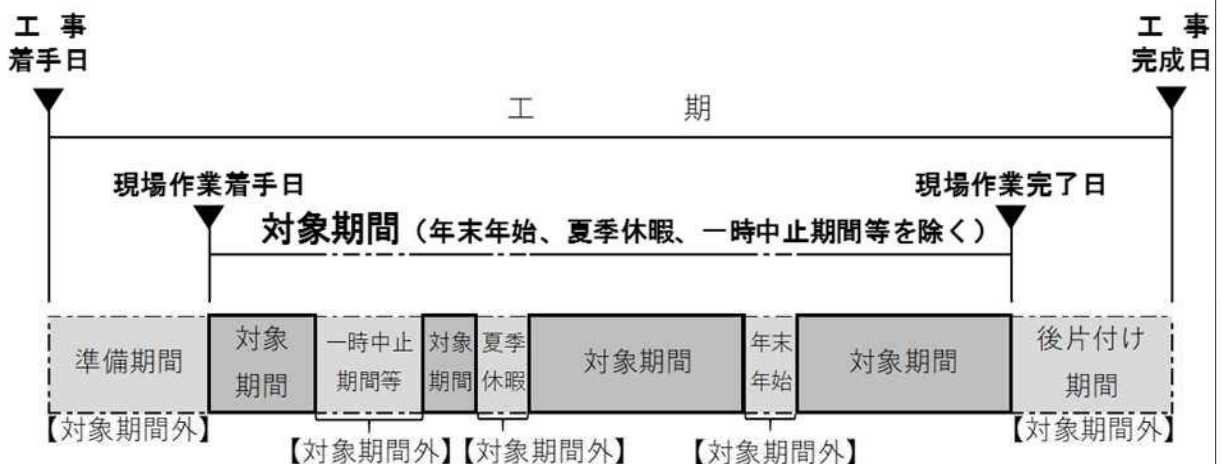 工 事
着手日
工 事
完成日
工 期
現場作業着手日
現場作業完了日
対象期間（年末年始、夏季休暇、一時中止期間等を除く）
準備期間
対象
期間
一時中止
期間等
対象
期間
夏季
休暇
対象期間
年末
年始
対象期間
後片付け
期間
【対象期間外】
【対象期間外】
【対象期間外】
【対象期間外】
【対象期間外】